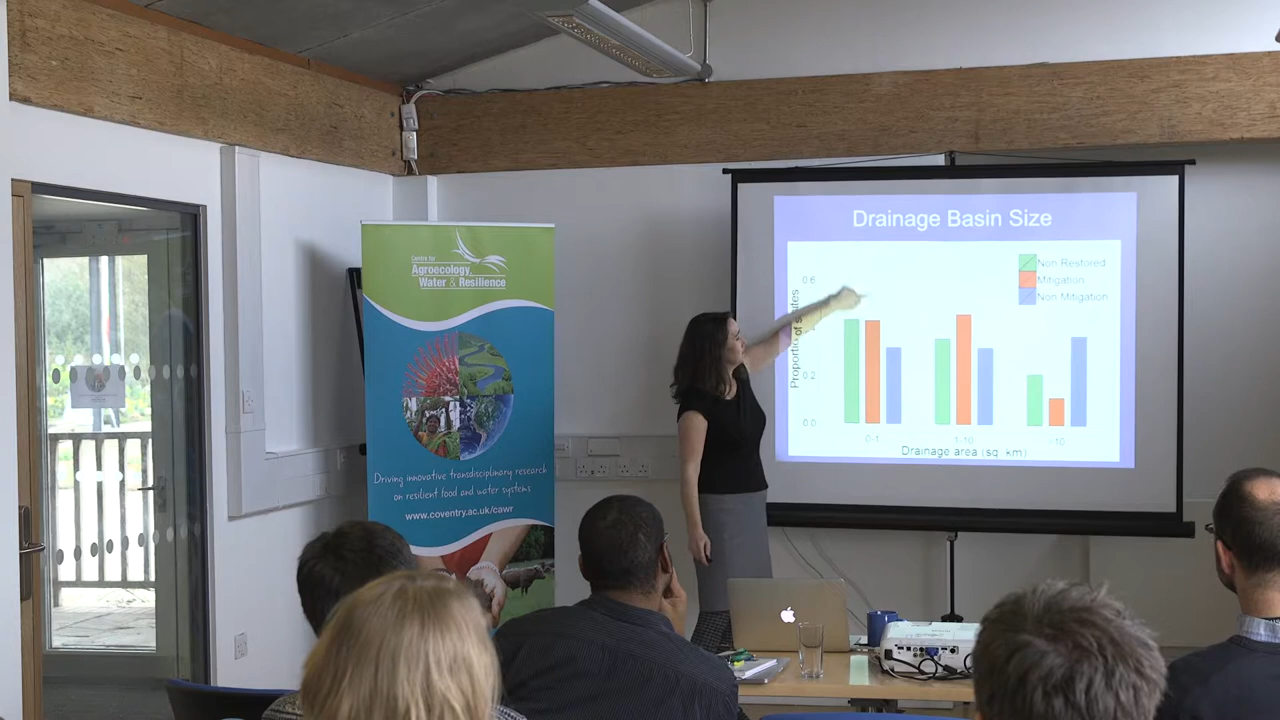 Centre for
Agroecology,
Water & Resilience
Driving innovative transdisciplinary research
on resilient food and water systems
www.coventry.ac.uk/cawr
Drainage Basin Size
Non Restored
Mitigation
Non Mitigation
0.6
0.2
0.0
Proportion of
0-1
1-10
Drainage area (sq. km)